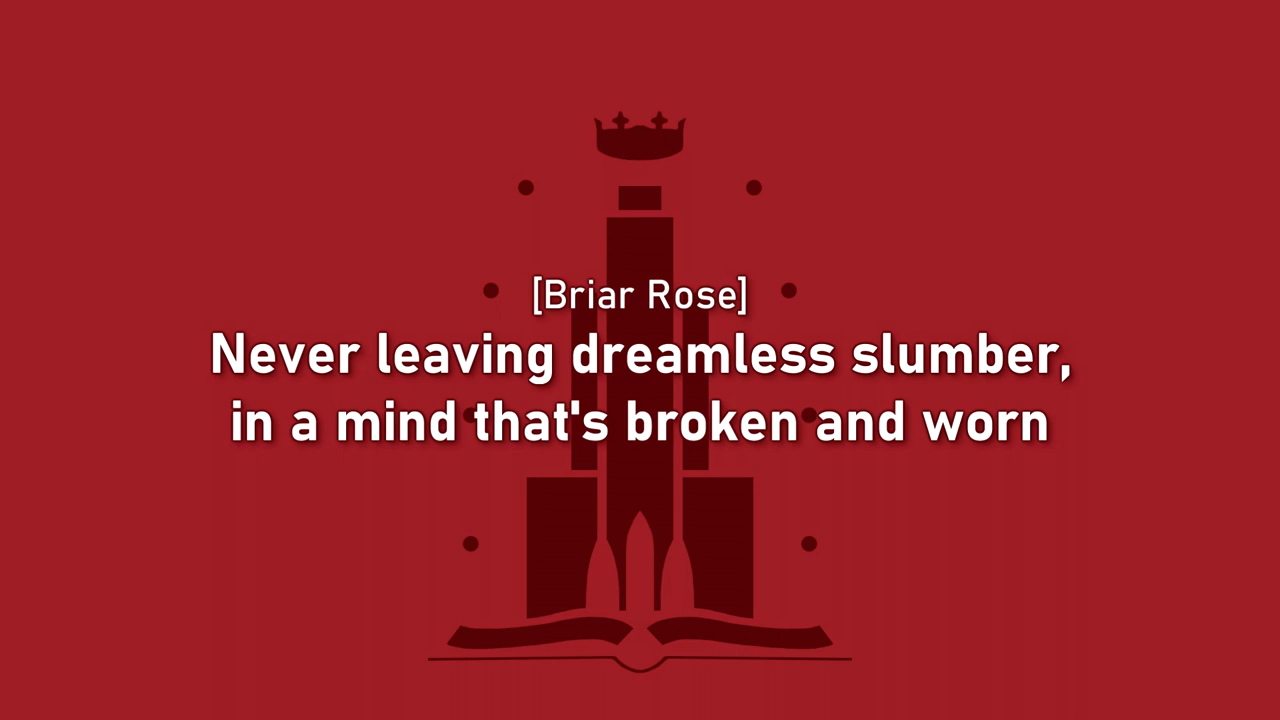 [Briar Rose]
Never leaving dreamless slumber,
in a mind that's broken and worn